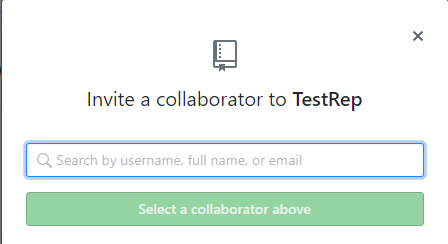 Invite a collaborator to TestRep
Search by username, full name, or email
Select a collaborator above